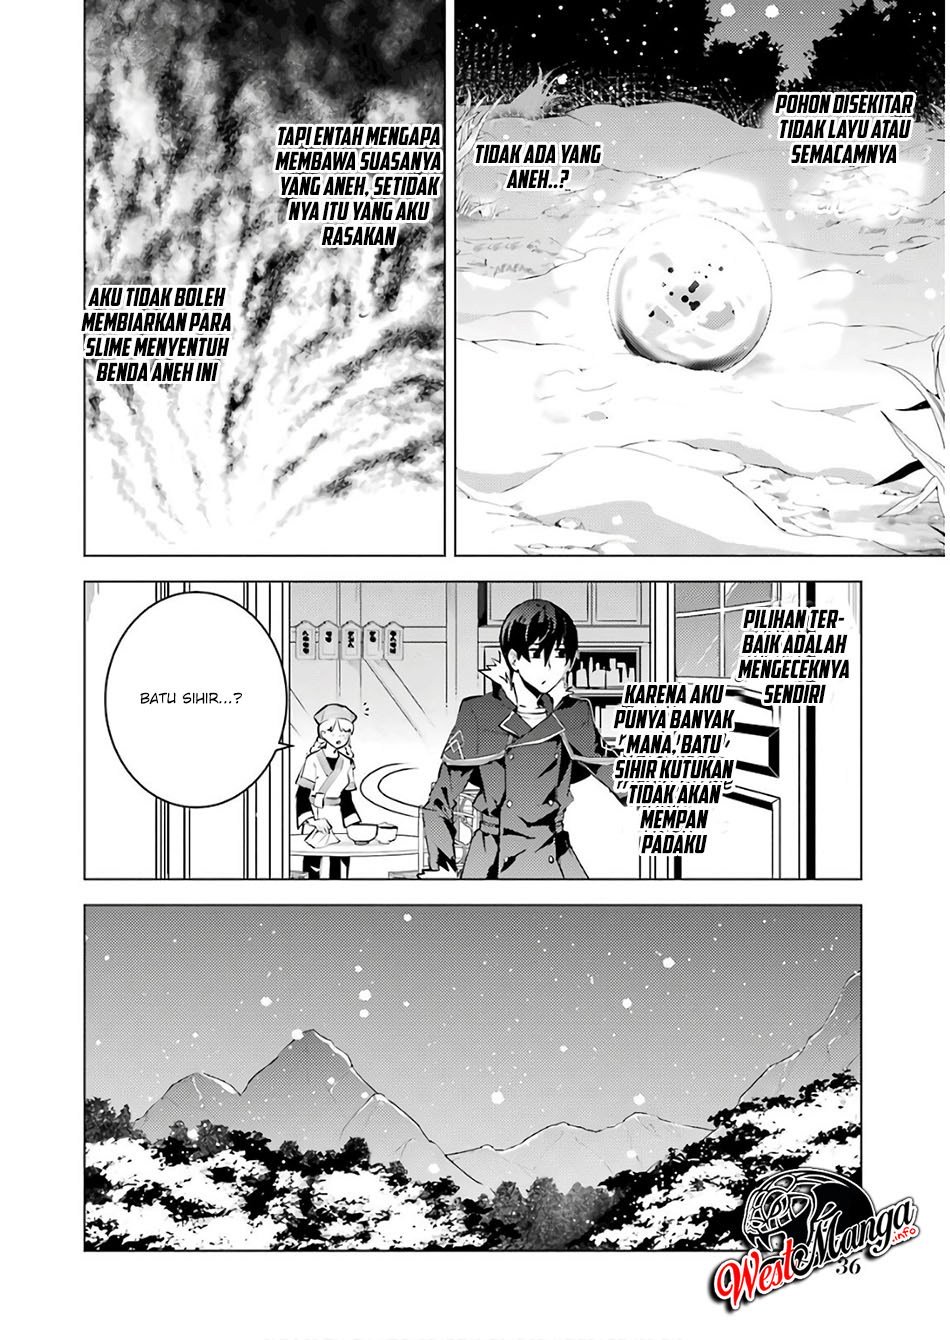 POHON DISEKITAR
TIDAK LAYU ATAU
SEMACAMNYA
TIDAK ADA YANG
ANEH..?
TAPI ENTAH MENGAPA
MEMBAWA SUASANYA
YANG ANEH, SETIDAK
NYA ITU YANG AKU
RASAKAN
AKU TIDAK BOLEH
MEMBIARKAN PARA
SLIME MENYENTUH
BENDA ANEH INI
PILIHAN TER-
BAIK ADALAH
MENGECEKNYA
SENDIRI
KARENA AKU
PUNYA BANYAK
MANA, BATU
SIHIR KUTUKAN
TIDAK AKAN
MEMPAN
PADAKU
BATU SIHIR...?
WestManga.info
36